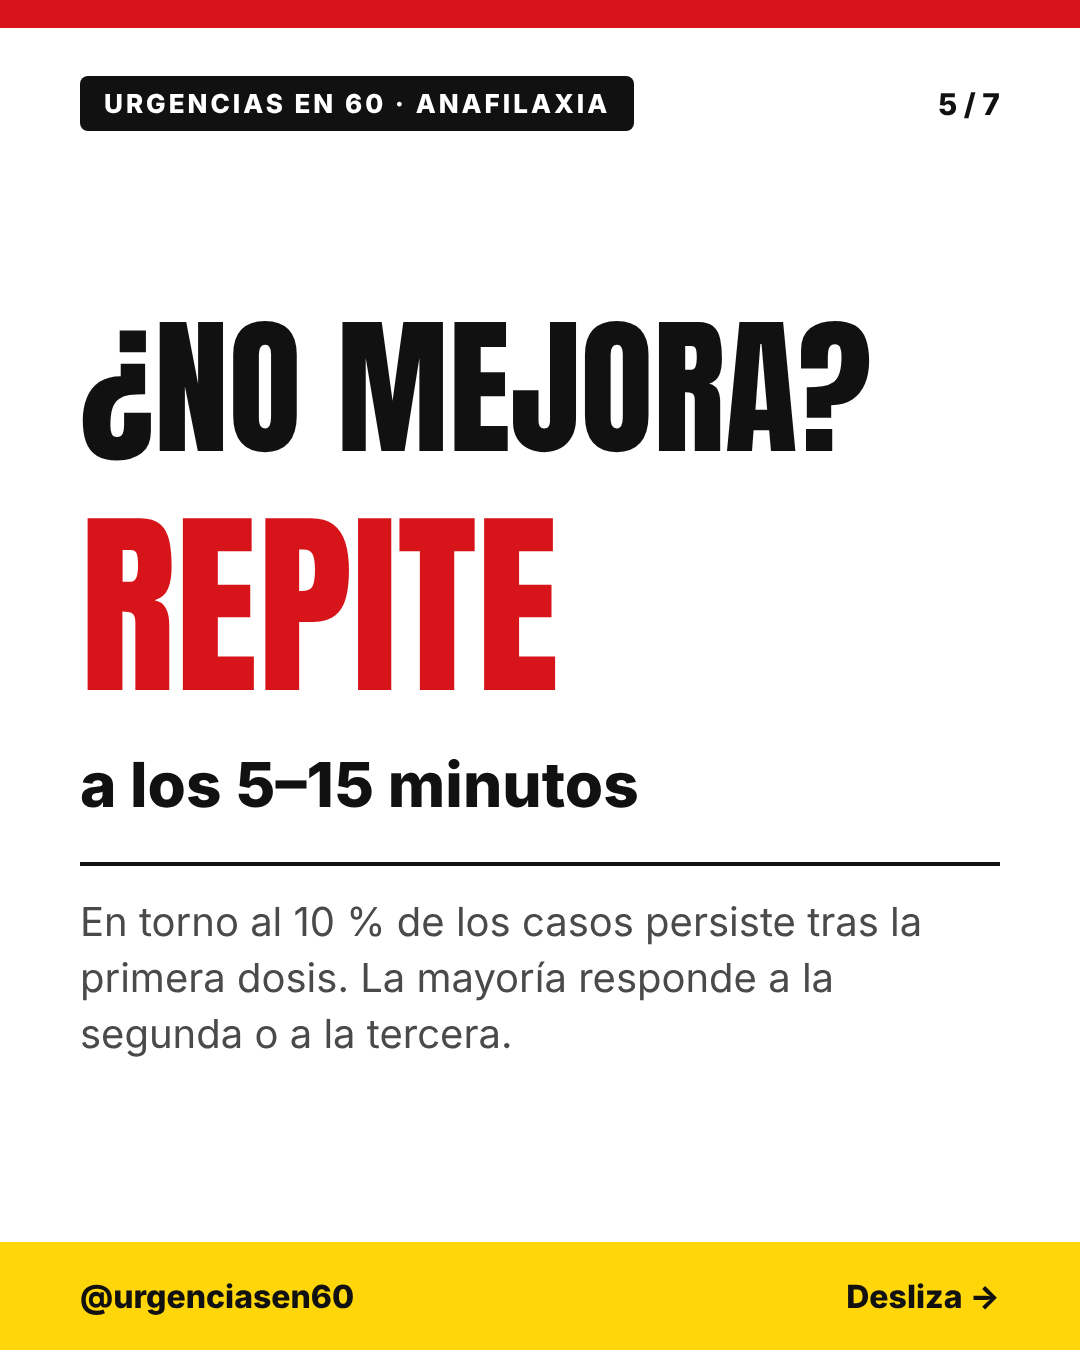 URGENCIAS EN 60 · ANAFILAXIA
5 / 7
¿NO MEJORA?
REPITE
a los 5–15 minutos
En torno al 10 % de los casos persiste tras la
primera dosis. La mayoría responde a la
segunda o a la tercera.
@urgenciasen60
Desliza →